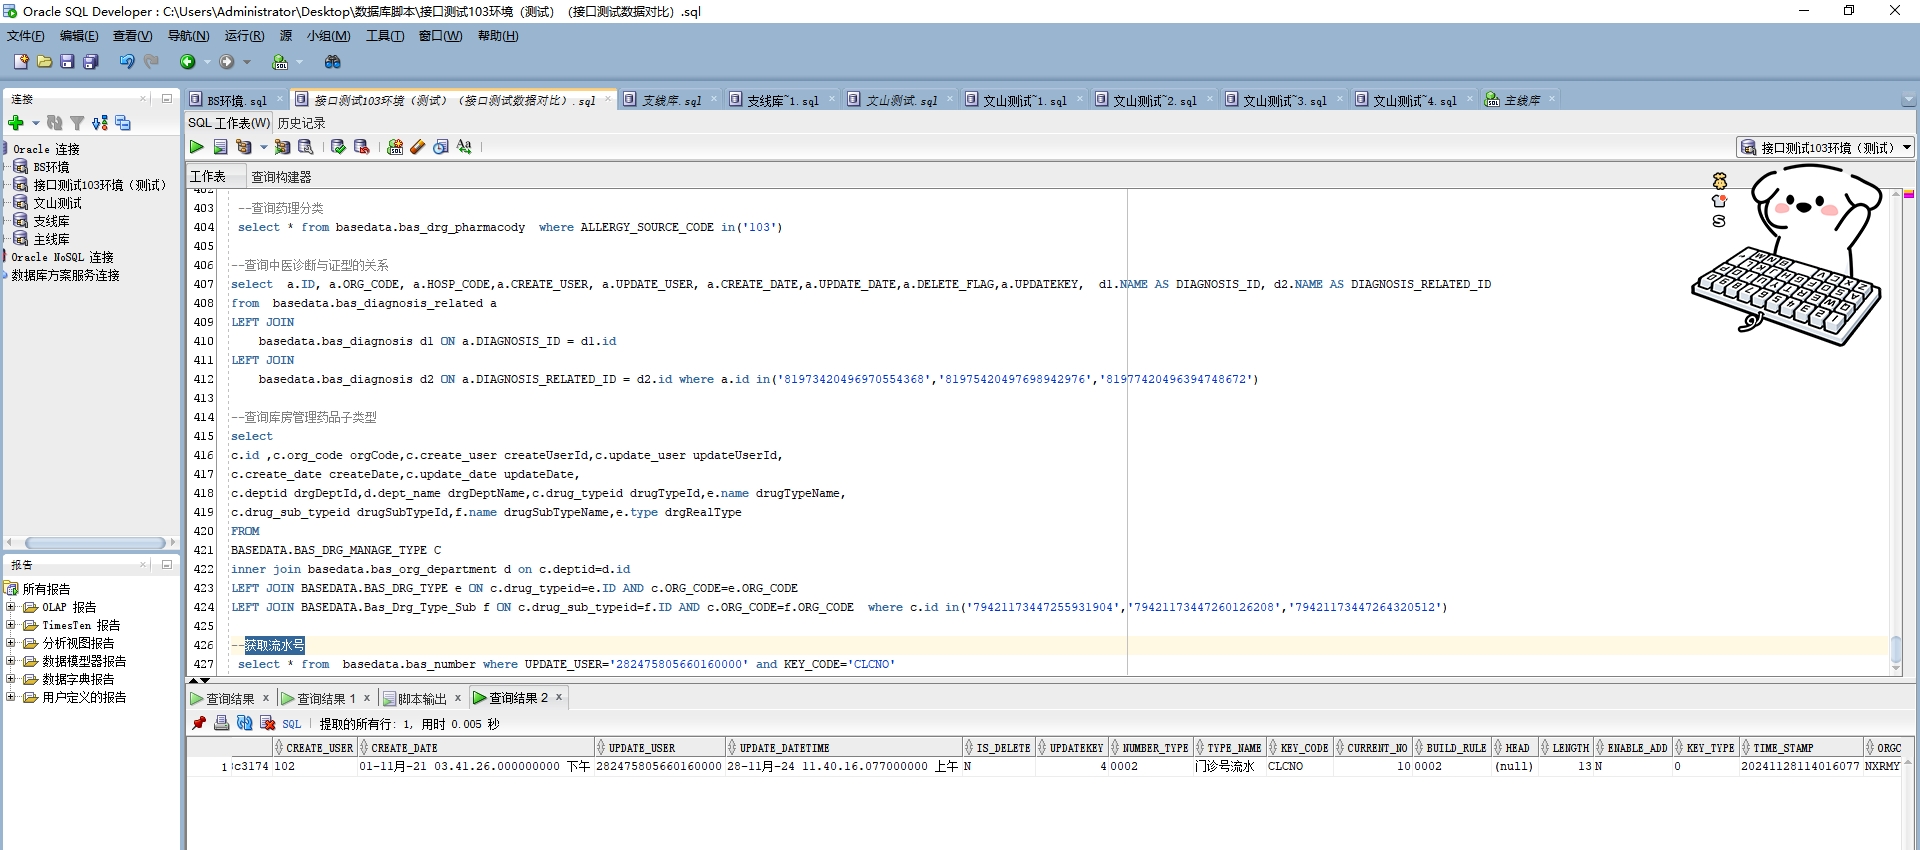 Oracle SQL Developer : C:\Users\Administrator\Desktop\数据库脚本\接口测试103环境（测试）（接口测试数据对比）.sql
文件(F) 编辑(E) 查看(V) 导航(N) 运行(R) 源 小组(M) 工具(T) 窗口(W) 帮助(H)
连接
Oracle 连接
BS环境
接口测试103环境（测试）
文山测试
支线库
主线库
Oracle NoSQL 连接
数据库方案服务连接
报告
所有报告
OLAP 报告
TimesTen 报告
分析视图报告
数据模型器报告
数据字典报告
用户定义的报告
BS环境.sql 接口测试103环境（测试）（接口测试数据对比）.sql 支线库.sql 支线库~1.sql 文山测试.sql 文山测试~1.sql 文山测试~2.sql 文山测试~3.sql 文山测试~4.sql 主线库
SQL 工作表(W) 历史记录
接口测试103环境（测试）
工作表 查询构建器
402
403 --查询药理分类
404 select * from basedata.bas_drg_pharmacody  where ALLERGY_SOURCE_CODE in('103')
405
406 --查询中医诊断与证型的关系
407 select  a.ID, a.ORG_CODE, a.HOSP_CODE,a.CREATE_USER, a.UPDATE_USER, a.CREATE_DATE,a.UPDATE_DATE,a.DELETE_FLAG,a.UPDATEKEY,  d1.NAME AS DIAGNOSIS_ID, d2.NAME AS DIAGNOSIS_RELATED_ID
408 from  basedata.bas_diagnosis_related a
409 LEFT JOIN
410 basedata.bas_diagnosis d1 ON a.DIAGNOSIS_ID = d1.id
411 LEFT JOIN
412 basedata.bas_diagnosis d2 ON a.DIAGNOSIS_RELATED_ID = d2.id where a.id in('81973420496970554368','81975420497698942976','81977420496394748672')
413
414 --查询库房管理药品子类型
415 select
416 c.id ,c.org_code orgCode,c.create_user createUserId,c.update_user updateUserId,
417 c.create_date createDate,c.update_date updateDate,
418 c.deptid drgDeptId,d.dept_name drgDeptName,c.drug_typeid drugTypeId,e.name drugTypeName,
419 c.drug_sub_typeid drugSubTypeId,f.name drugSubTypeName,e.type drgRealType
420 FROM
421 BASEDATA.BAS_DRG_MANAGE_TYPE C
422 inner join basedata.bas_org_department d on c.deptid=d.id
423 LEFT JOIN BASEDATA.BAS_DRG_TYPE e ON c.drug_typeid=e.ID AND c.ORG_CODE=e.ORG_CODE
424 LEFT JOIN BASEDATA.Bas_Drg_Type_Sub f ON c.drug_sub_typeid=f.ID AND c.ORG_CODE=f.ORG_CODE  where c.id in('79421173447255931904','79421173447260126208','79421173447264320512')
425
426 --获取流水号
427 select * from  basedata.bas_number where UPDATE_USER='282475805660160000' and KEY_CODE='CLCNO'
查询结果 查询结果 1 脚本输出 查询结果 2
SQL 提取的所有行: 1, 用时 0.005 秒
CREATE_USER CREATE_DATE UPDATE_USER UPDATE_DATETIME IS_DELETE UPDATEKEY NUMBER_TYPE TYPE_NAME KEY_CODE CURRENT_NO BUILD_RULE HEAD LENGTH ENABLE_ADD KEY_TYPE TIME_STAMP ORGC
1 c3174 102 01-11月-21 03.41.26.000000000 下午 282475805660160000 28-11月-24 11.40.16.077000000 上午 N 4 0002 门诊号流水 CLCNO 10 0002 (null) 13 N 0 20241128114016077 NXRMY